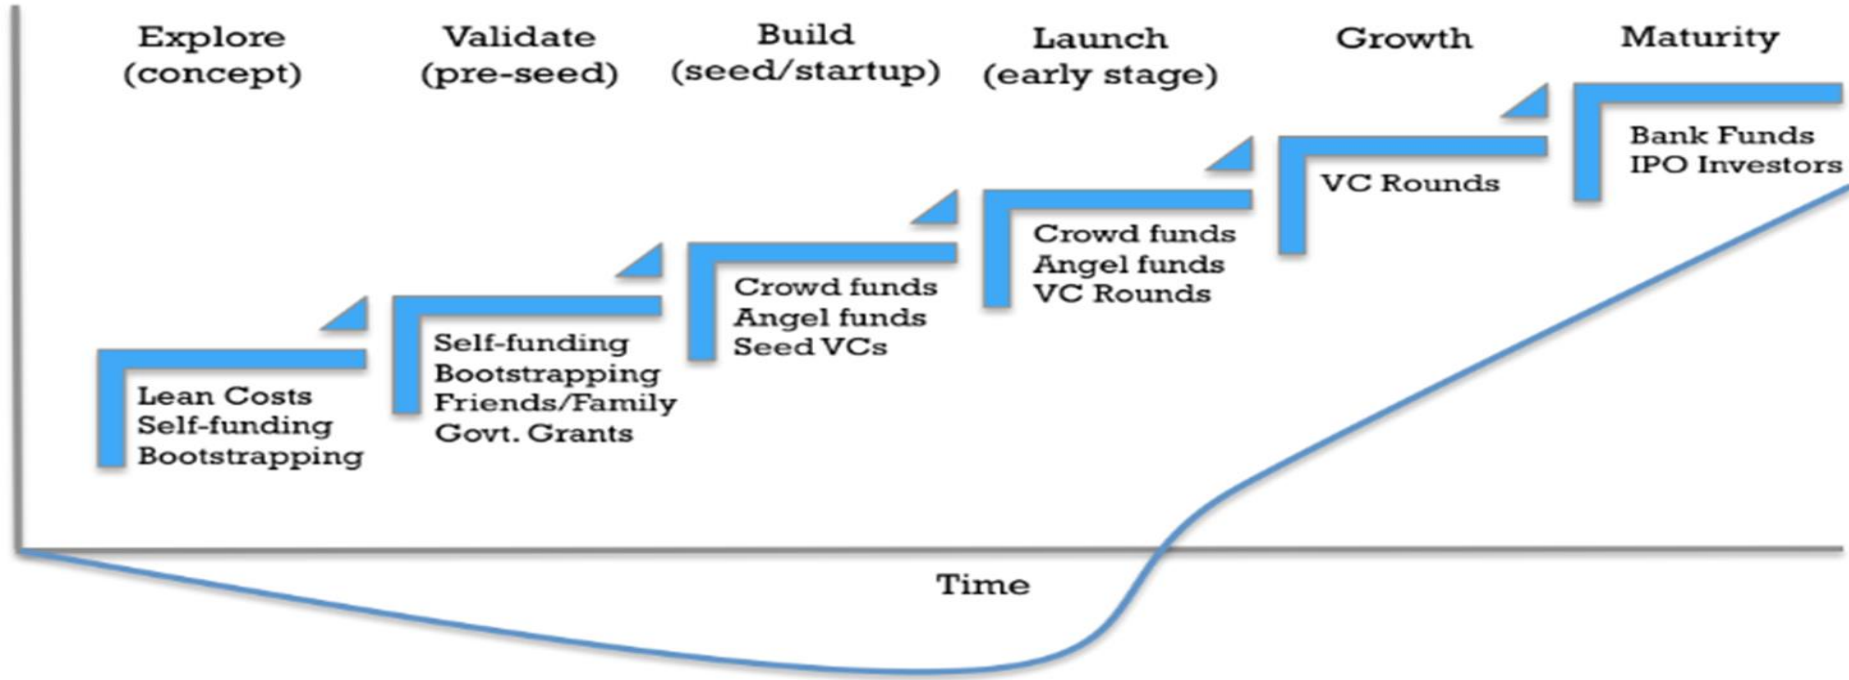 Explore
(concept)
Validate
(pre-seed)
Build
(seed/startup)
Launch
(early stage)
Growth
Maturity
Lean Costs
Self-funding
Bootstrapping
Self-funding
Bootstrapping
Friends/Family
Govt. Grants
Crowd funds
Angel funds
Seed VCs
Crowd funds
Angel funds
VC Rounds
VC Rounds
Bank Funds
IPO Investors
Time